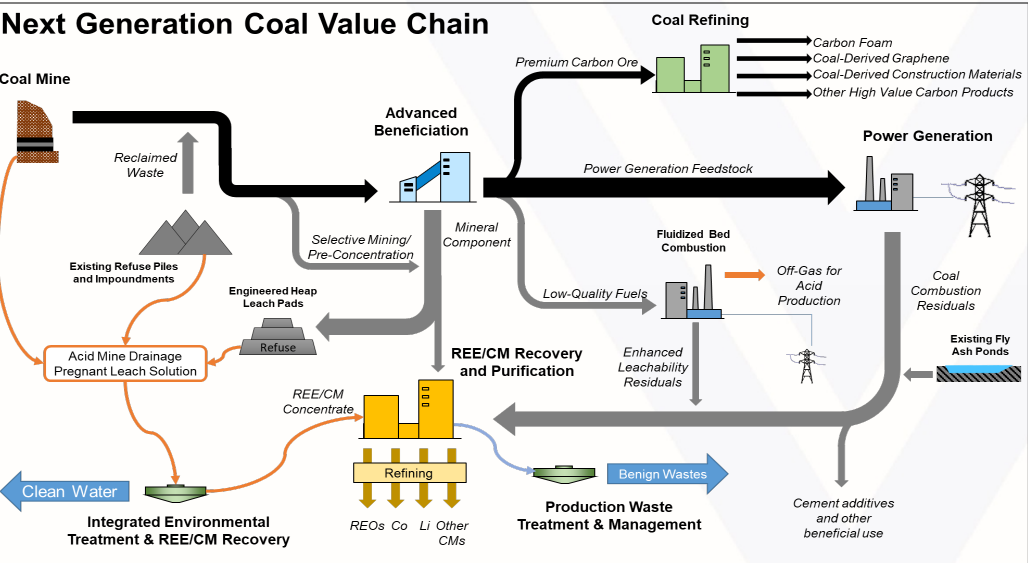 Next Generation Coal Value Chain
Coal Refining
Carbon Foam
Coal-Derived Graphene
Coal-Derived Construction Materials
Other High Value Carbon Products
Premium Carbon Ore
Coal Mine
Advanced
Beneficiation
Power Generation
Reclaimed
Waste
Power Generation Feedstock
Selective Mining/
Pre-Concentration
Mineral
Component
Fluidized Bed
Combustion
Off-Gas for
Acid
Production
Coal
Combustion
Residuals
Existing Refuse Piles
and Impoundments
Engineered Heap
Leach Pads
Refuse
Low-Quality Fuels
Existing Fly
Ash Ponds
Acid Mine Drainage
Pregnant Leach Solution
REE/CM Recovery
and Purification
Enhanced
Leachability
Residuals
REE/CM
Concentrate
Refining
REOs Co Li Other
CMs
Clean Water
Integrated Environmental
Treatment & REE/CM Recovery
Benign Wastes
Production Waste
Treatment & Management
Cement additives
and other
beneficial use